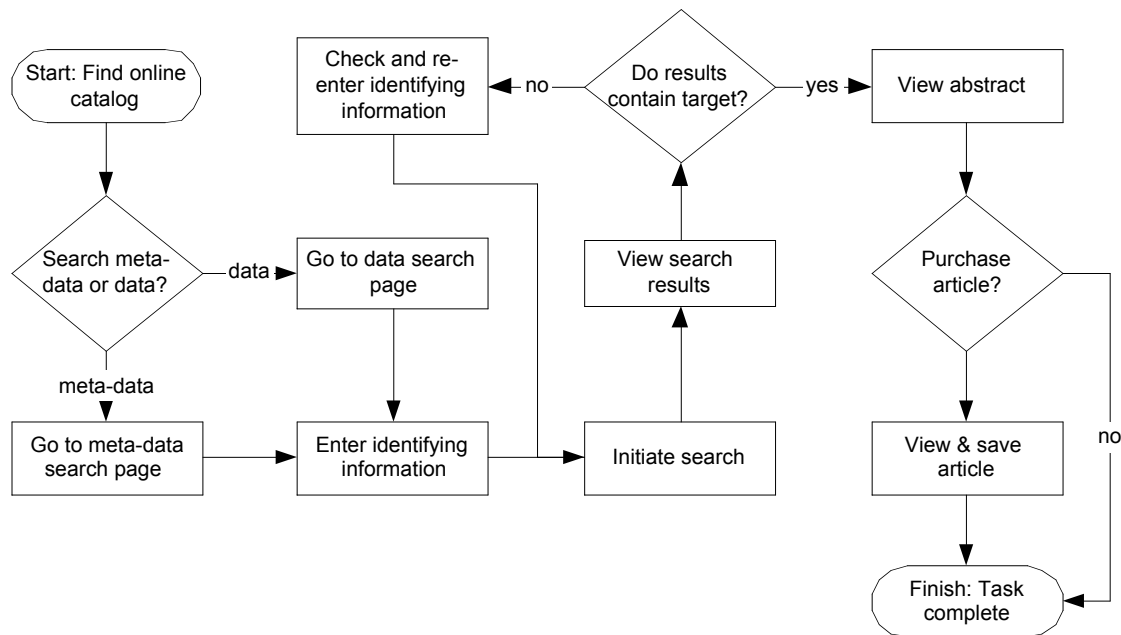 Start: Find online
catalog
Check and re-
enter identifying
information
no
Do results
contain target?
yes
View abstract
Search meta-
data or data?
data
Go to data search
page
View search
results
Purchase
article?
meta-data
Go to meta-data
search page
Enter identifying
information
Initiate search
View & save
article
no
Finish: Task
complete